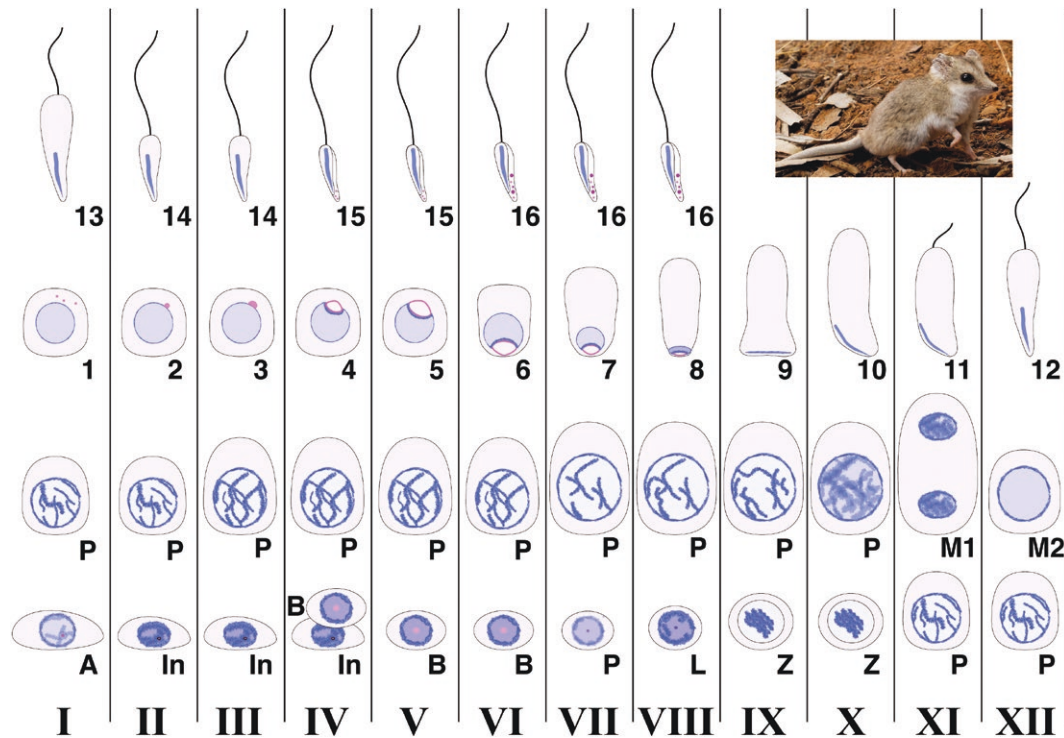 13 14 14 15 15 16 16 16
1 2 3 4 5 6 7 8 9 10 11 12
P P P P P P P P P P M1 M2
B
A In In In B B P L Z Z P P
I II III IV V VI VII VIII IX X XI XII